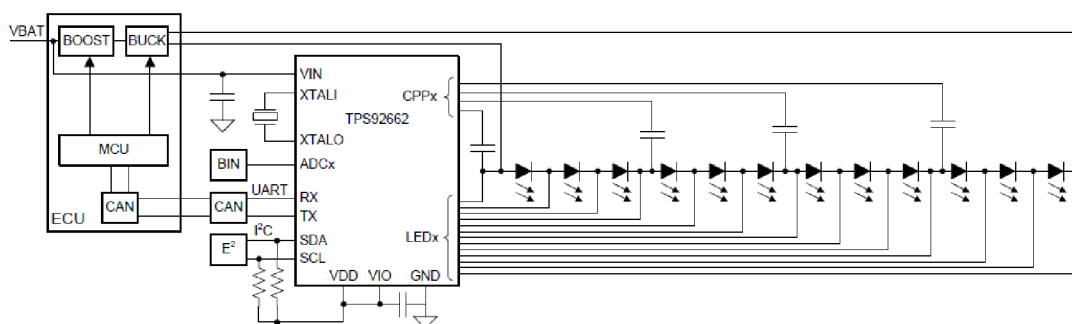 VBAT
BOOST
BUCK
MCU
CAN
ECU
VIN
XTALI
XTALO
TPS92662
CPPx
BIN
ADCx
UART
CAN
RX
TX
I²C
E²
SDA
SCL
LEDx
VDD
VIO
GND